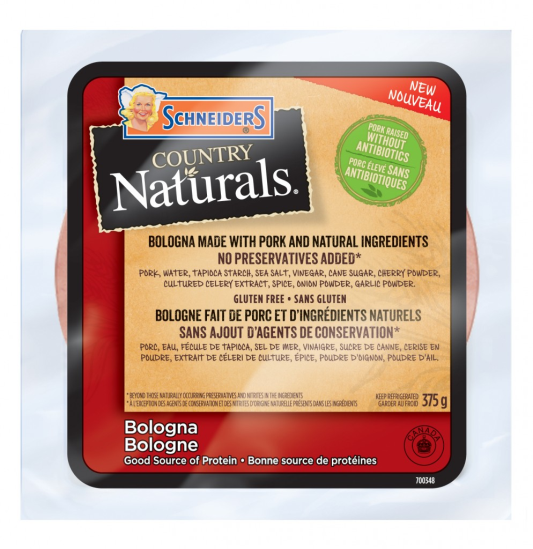 NEW
NOUVEAU
SCHNEIDERS®
COUNTRY
Naturals®
PORK RAISED
WITHOUT
ANTIBIOTICS
PORC ÉLEVÉ SANS
ANTIBIOTIQUES
BOLOGNA MADE WITH PORK AND NATURAL INGREDIENTS
NO PRESERVATIVES ADDED*
PORK, WATER, TAPIOCA STARCH, SEA SALT, VINEGAR, CANE SUGAR, CHERRY POWDER,
CULTURED CELERY EXTRACT, SPICE, ONION POWDER, GARLIC POWDER.
GLUTEN FREE • SANS GLUTEN
BOLOGNE FAIT DE PORC ET D'INGRÉDIENTS NATURELS
SANS AJOUT D'AGENTS DE CONSERVATION*
PORC, EAU, FÉCULE DE TAPIOCA, SEL DE MER, VINAIGRE, SUCRE DE CANNE, CERISE EN
POUDRE, EXTRAIT DE CÉLERI DE CULTURE, ÉPICE, POUDRE D'OIGNON, POUDRE D'AIL.
* BEYOND THOSE NATURALLY OCCURRING PRESERVATIVES AND NITRITES IN THE INGREDIENTS
* À L'EXCEPTION DES AGENTS DE CONSERVATION ET DES NITRITES D'ORIGINE NATURELLE PRÉSENTS DANS LES INGRÉDIENTS
KEEP REFRIGERATED
GARDER AU FROID
375 g
Bologna
Bologne
Good Source of Protein • Bonne source de protéines
CANADA
700348